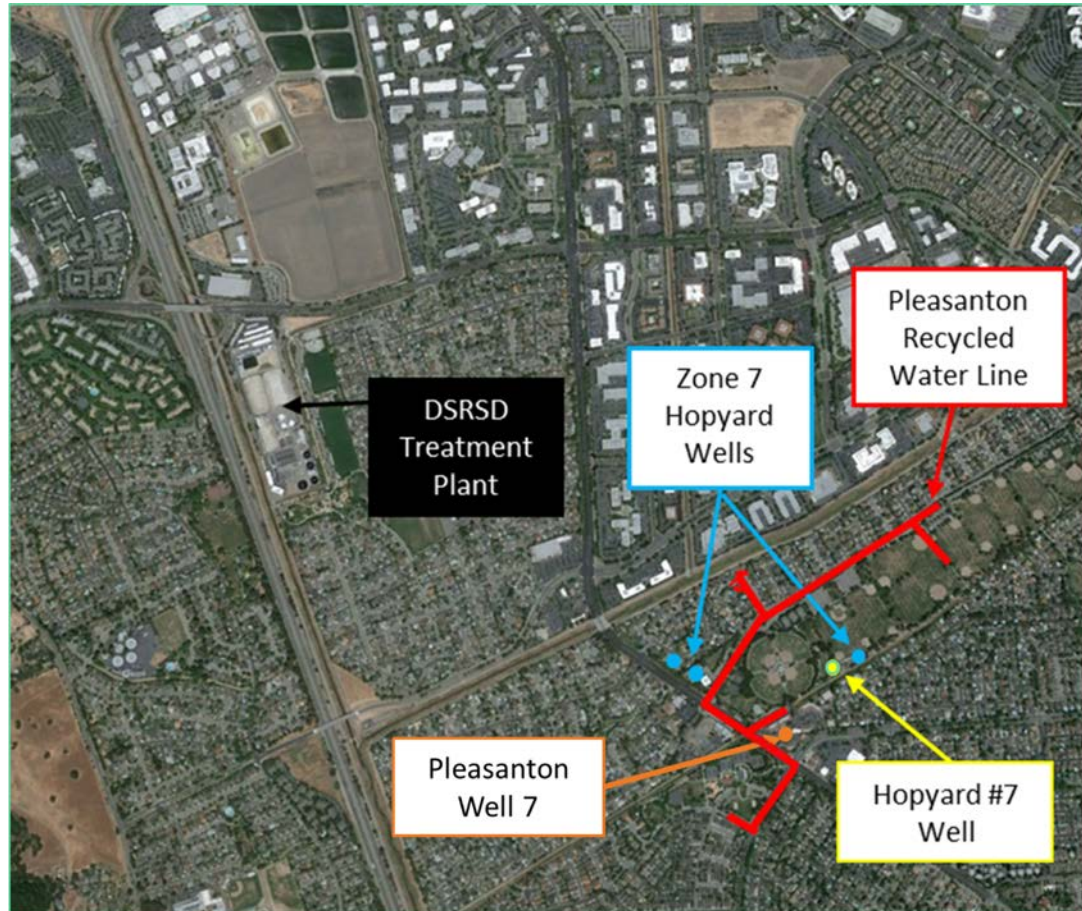 Pleasanton
Recycled
Water Line
Zone 7
Hopyard
Wells
DSRSD
Treatment
Plant
Pleasanton
Well 7
Hopyard #7
Well